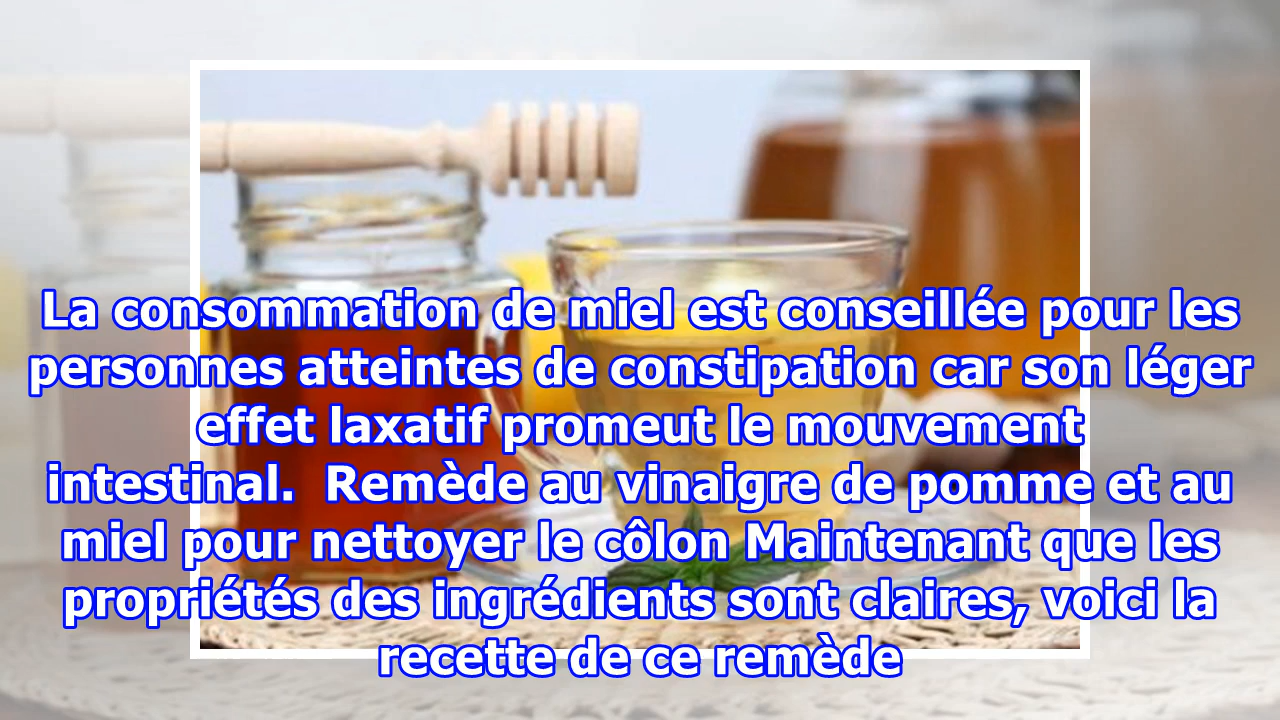 La consommation de miel est conseillée pour les
personnes atteintes de constipation car son léger
effet laxatif promeut le mouvement
intestinal.  Remède au vinaigre de pomme et au
miel pour nettoyer le côlon Maintenant que les
propriétés des ingrédients sont claires, voici la
recette de ce remède